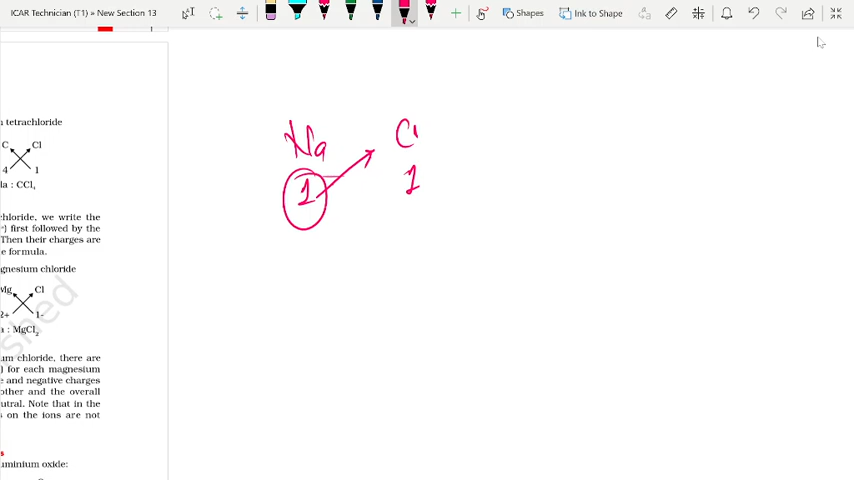 ICAR Technician (T1) » New Section 13
Shapes
Ink to Shape
n tetrachloride
C Cl
4 1
la : CCl4
chloride, we write the
) first followed by the
Then their charges are
e formula.
gnesium chloride
Mg Cl
2+ 1-
a : MgCl2
um chloride, there are
) for each magnesium
e and negative charges
other and the overall
utral. Note that in the
s on the ions are not
s
uminium oxide:
shed
Na Cl
1 1